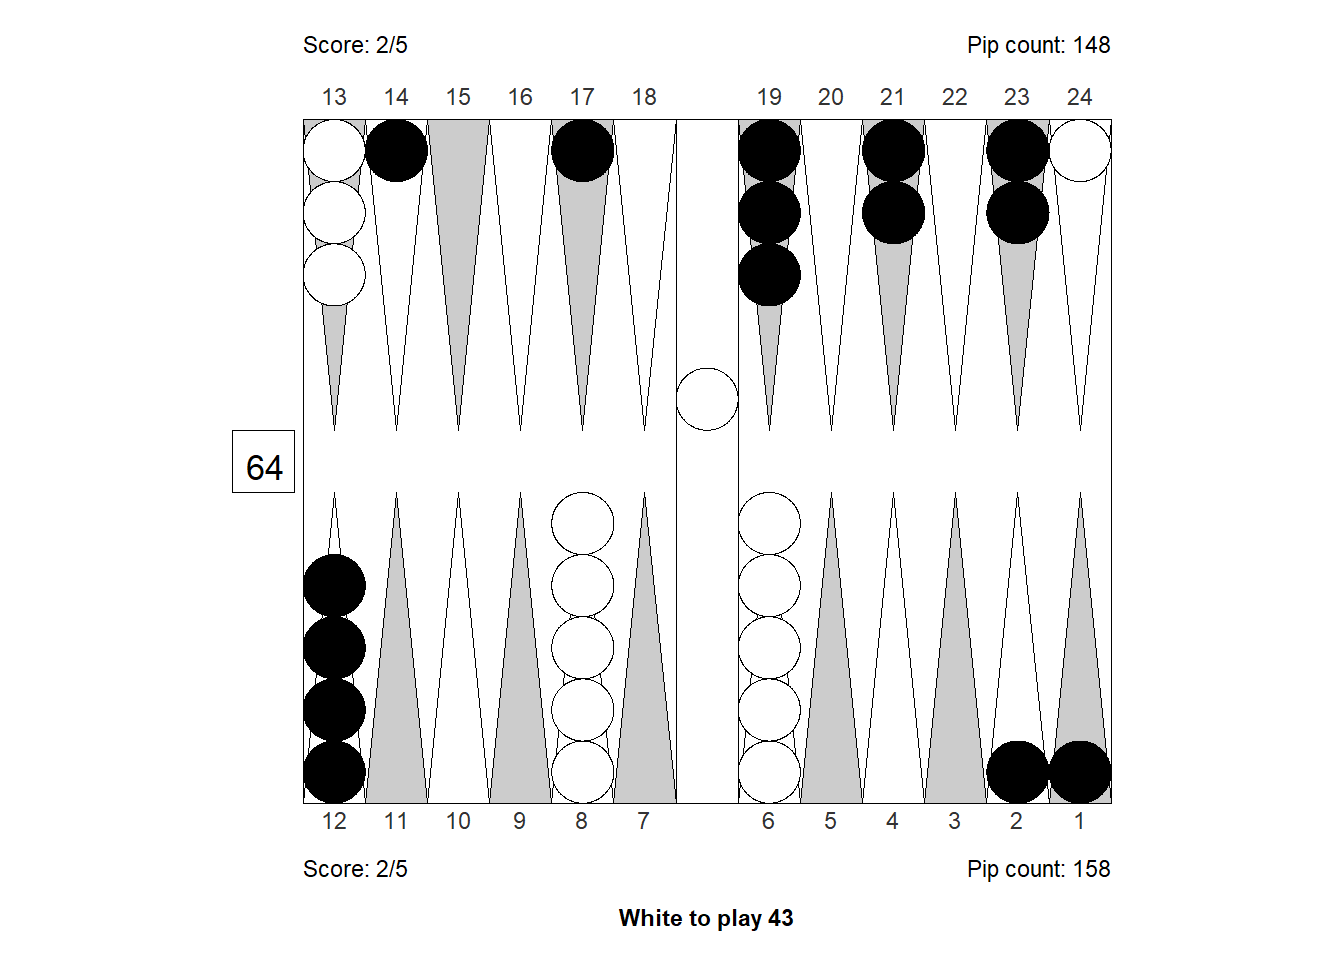 Score: 2/5 Pip count: 148
13 14 15 16 17 18 19 20 21 22 23 24
64
12 11 10 9 8 7 6 5 4 3 2 1
Score: 2/5 Pip count: 158
White to play 43